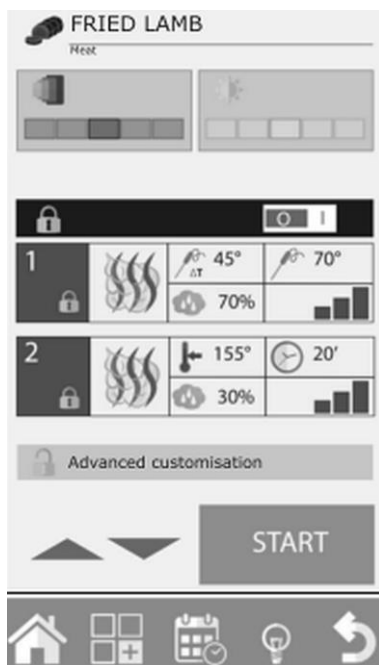 FRIED LAMB
Meat
O I
1
ΔT 45° 70°
70%
2
155° 20'
30%
Advanced customisation
START